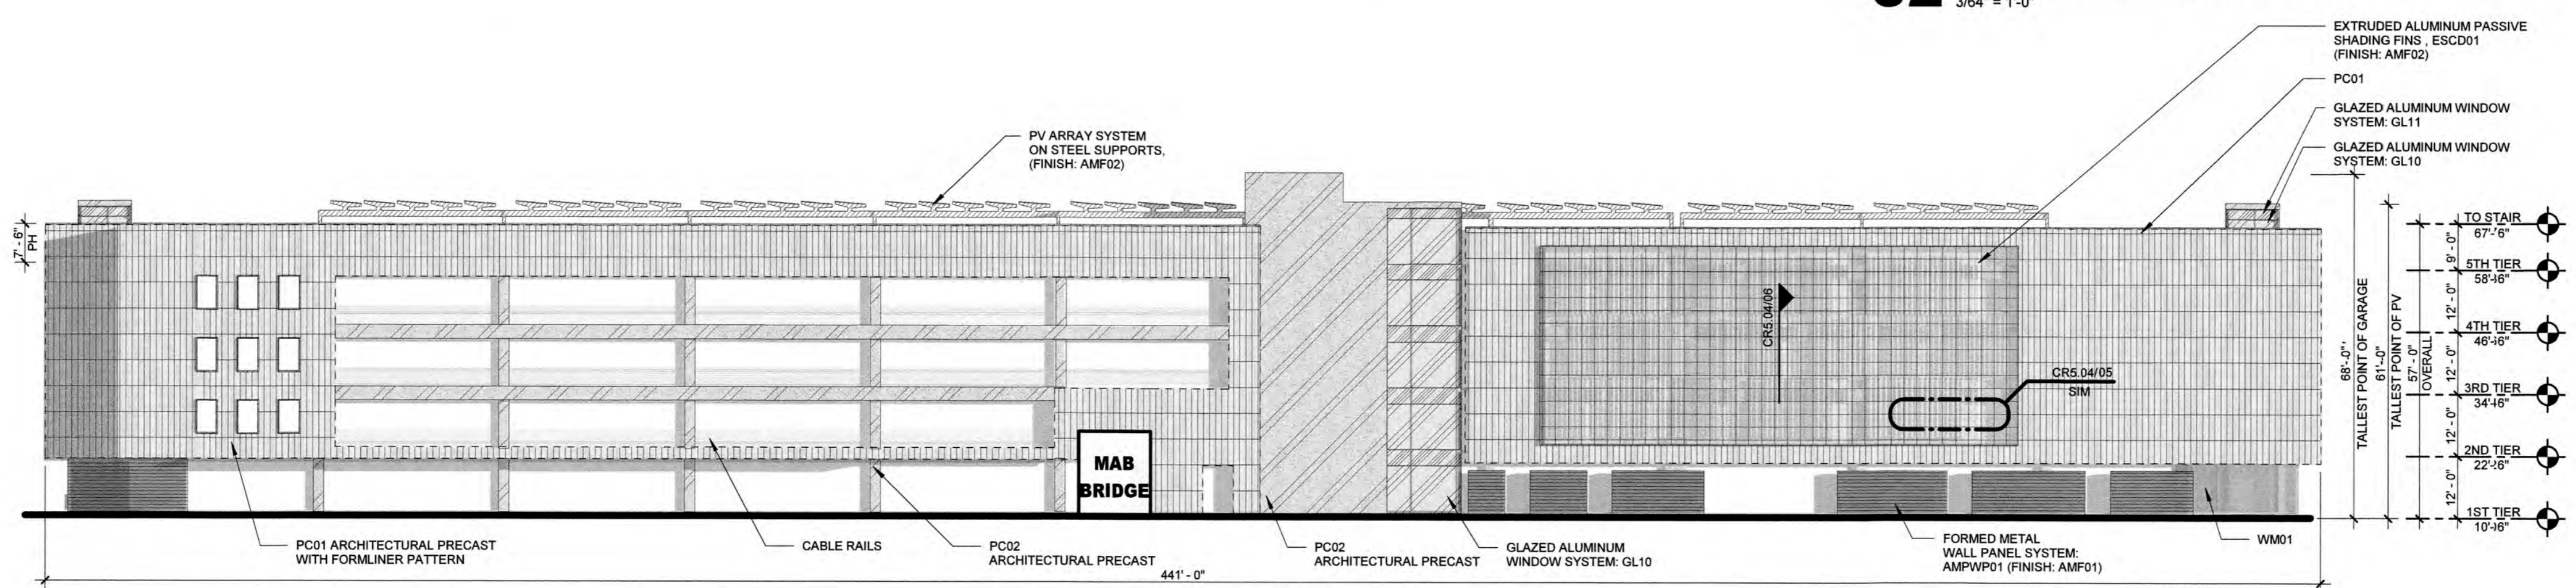 3/64" = 1'-0"
EXTRUDED ALUMINUM PASSIVE
SHADING FINS , ESCD01
(FINISH: AMF02)
PC01
GLAZED ALUMINUM WINDOW
SYSTEM: GL11
GLAZED ALUMINUM WINDOW
SYSTEM: GL10
PV ARRAY SYSTEM
ON STEEL SUPPORTS,
(FINISH: AMF02)
7' - 6"
PH
TO STAIR
67'-6"
9' - 0"
5TH TIER
58'-6"
12' - 0"
4TH TIER
46'-6"
12' - 0"
3RD TIER
34'-6"
12' - 0"
2ND TIER
22'-6"
12' - 0"
1ST TIER
10'-6"
68'-0"
TALLEST POINT OF GARAGE
61'-0"
TALLEST POINT OF PV
57' - 0"
OVERALL
CR5.04/06
CR5.04/05
SIM
MAB
BRIDGE
PC01 ARCHITECTURAL PRECAST
WITH FORMLINER PATTERN
CABLE RAILS
PC02
ARCHITECTURAL PRECAST
PC02
ARCHITECTURAL PRECAST
GLAZED ALUMINUM
WINDOW SYSTEM: GL10
FORMED METAL
WALL PANEL SYSTEM:
AMPWP01 (FINISH: AMF01)
WM01
441' - 0"